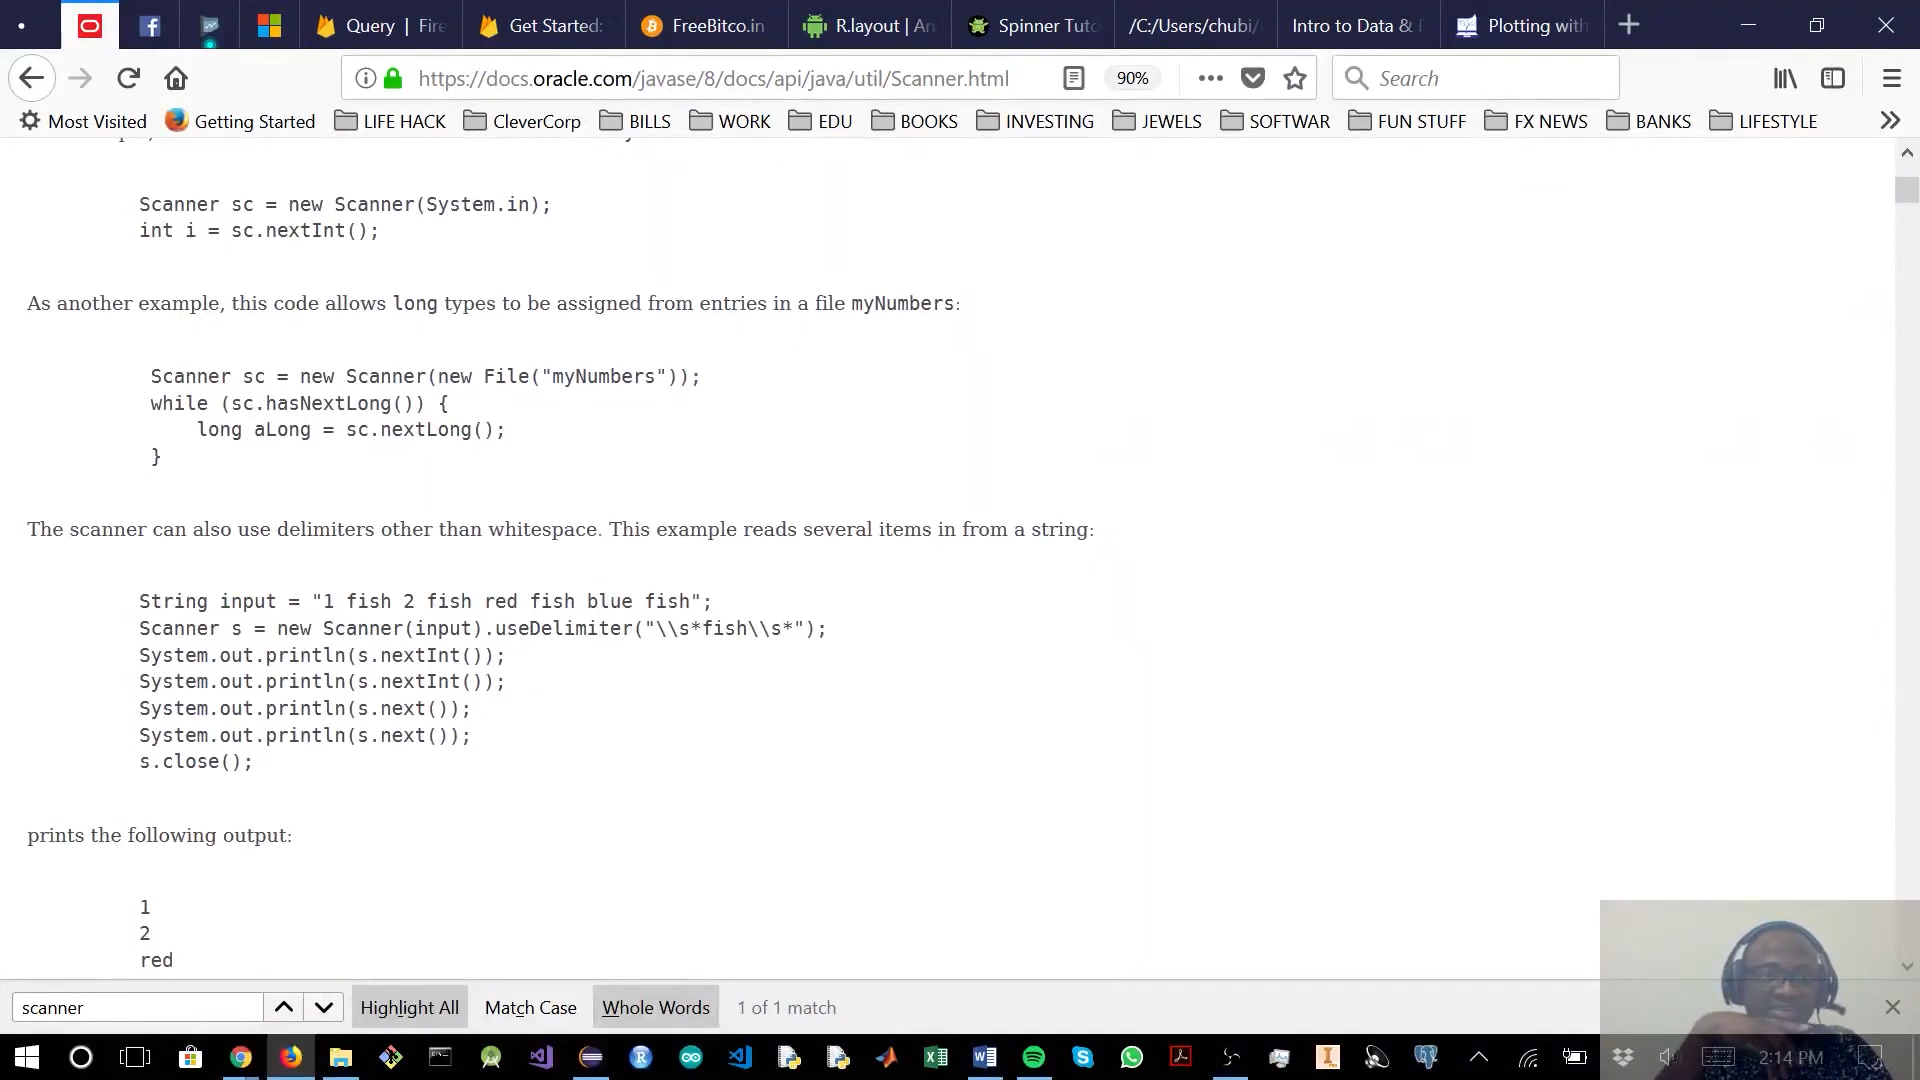 Query | Fire
Get Started:
FreeBitco.in
R.layout | An
Spinner Tuto
/C:/Users/chubi/
Intro to Data &
Plotting with
https://docs.oracle.com/javase/8/docs/api/java/util/Scanner.html
90%
Search
Most Visited
Getting Started
LIFE HACK
CleverCorp
BILLS
WORK
EDU
BOOKS
INVESTING
JEWELS
SOFTWAR
FUN STUFF
FX NEWS
BANKS
LIFESTYLE
Scanner sc = new Scanner(System.in);
int i = sc.nextInt();
As another example, this code allows long types to be assigned from entries in a file myNumbers:
Scanner sc = new Scanner(new File("myNumbers"));
while (sc.hasNextLong()) {
long aLong = sc.nextLong();
}
The scanner can also use delimiters other than whitespace. This example reads several items in from a string:
String input = "1 fish 2 fish red fish blue fish";
Scanner s = new Scanner(input).useDelimiter("\\s*fish\\s*");
System.out.println(s.nextInt());
System.out.println(s.nextInt());
System.out.println(s.next());
System.out.println(s.next());
s.close();
prints the following output:
1
2
red
scanner
Highlight All
Match Case
Whole Words
1 of 1 match
2:14 PM